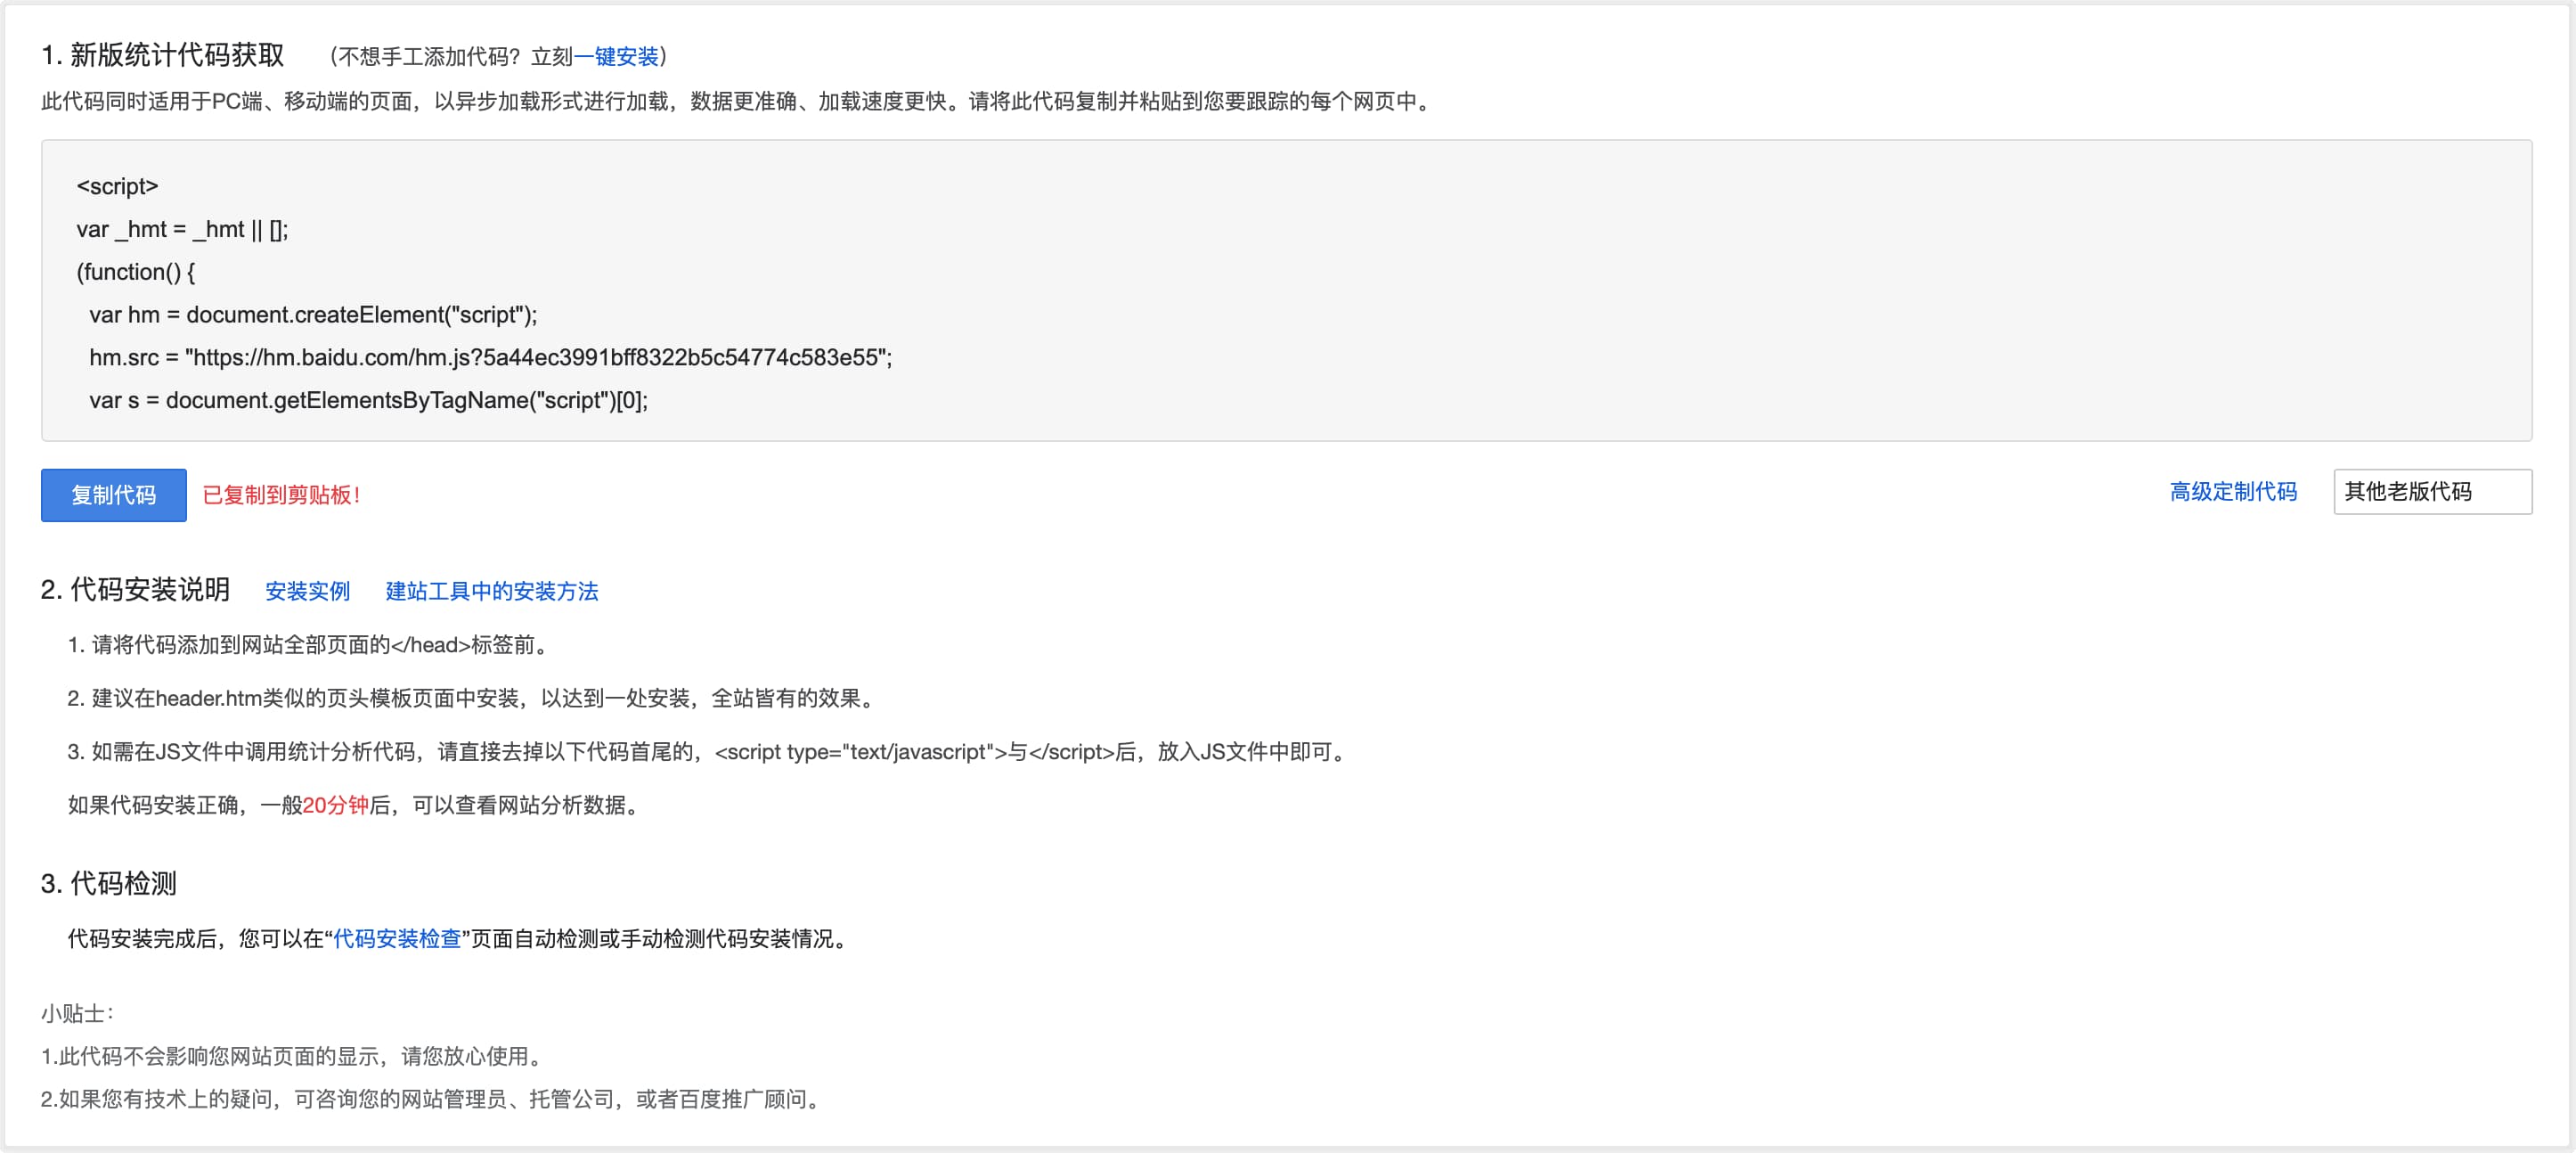 1. 新版统计代码获取 （不想手工添加代码？立刻一键安装）
此代码同时适用于PC端、移动端的页面，以异步加载形式进行加载，数据更准确、加载速度更快。请将此代码复制并粘贴到您要跟踪的每个网页中。
<script>
var _hmt = _hmt || [];
(function() {
var hm = document.createElement("script");
hm.src = "https://hm.baidu.com/hm.js?5a44ec3991bff8322b5c54774c583e55";
var s = document.getElementsByTagName("script")[0];
复制代码 已复制到剪贴板！ 高级定制代码 其他老版代码
2. 代码安装说明 安装实例 建站工具中的安装方法
1. 请将代码添加到网站全部页面的</head>标签前。
2. 建议在header.htm类似的页头模板页面中安装，以达到一处安装，全站皆有的效果。
3. 如需在JS文件中调用统计分析代码，请直接去掉以下代码首尾的，<script type="text/javascript">与</script>后，放入JS文件中即可。
如果代码安装正确，一般20分钟后，可以查看网站分析数据。
3. 代码检测
代码安装完成后，您可以在“代码安装检查”页面自动检测或手动检测代码安装情况。
小贴士：
1.此代码不会影响您网站页面的显示，请您放心使用。
2.如果您有技术上的疑问，可咨询您的网站管理员、托管公司，或者百度推广顾问。